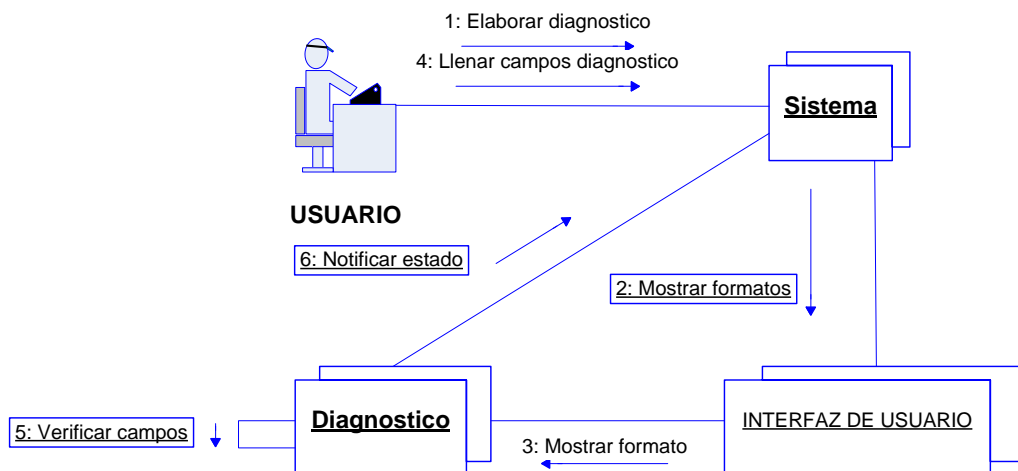 1: Elaborar diagnostico
4: Llenar campos diagnostico
Sistema
USUARIO
6: Notificar estado
2: Mostrar formatos
Diagnostico
INTERFAZ DE USUARIO
5: Verificar campos
3: Mostrar formato